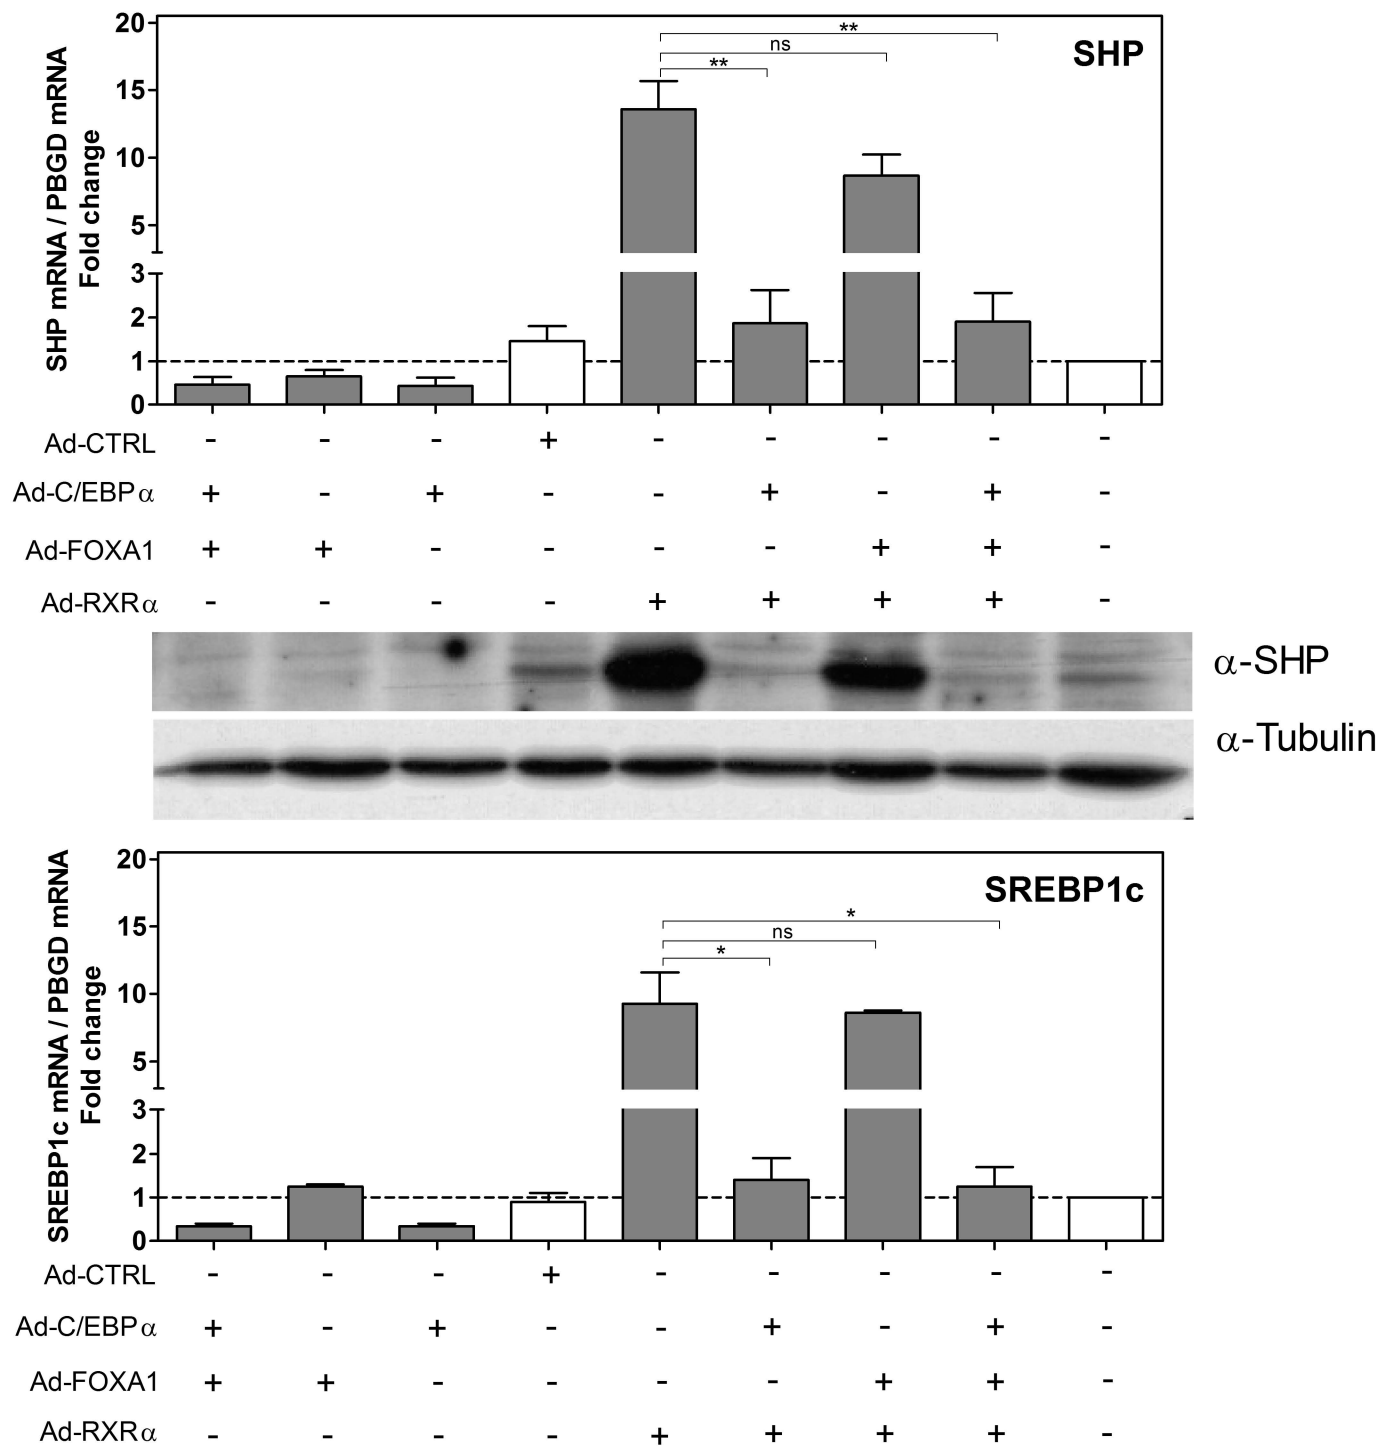 SHP
SHP mRNA / PBGD mRNA
Fold change
20
15
10
5
3
2
1
0
**
ns
**
Ad-CTRL - - - + - - - - -
Ad-C/EBPα + - + - - + - + -
Ad-FOXA1 + + - - - - + + -
Ad-RXRα - - - - + + + + -
α-SHP
α-Tubulin
SREBP1c
SREBP1c mRNA / PBGD mRNA
Fold change
20
15
10
5
3
2
1
0
*
ns
*
Ad-CTRL - - - + - - - - -
Ad-C/EBPα + - + - - + - + -
Ad-FOXA1 + + - - - - + + -
Ad-RXRα - - - - + + + + -